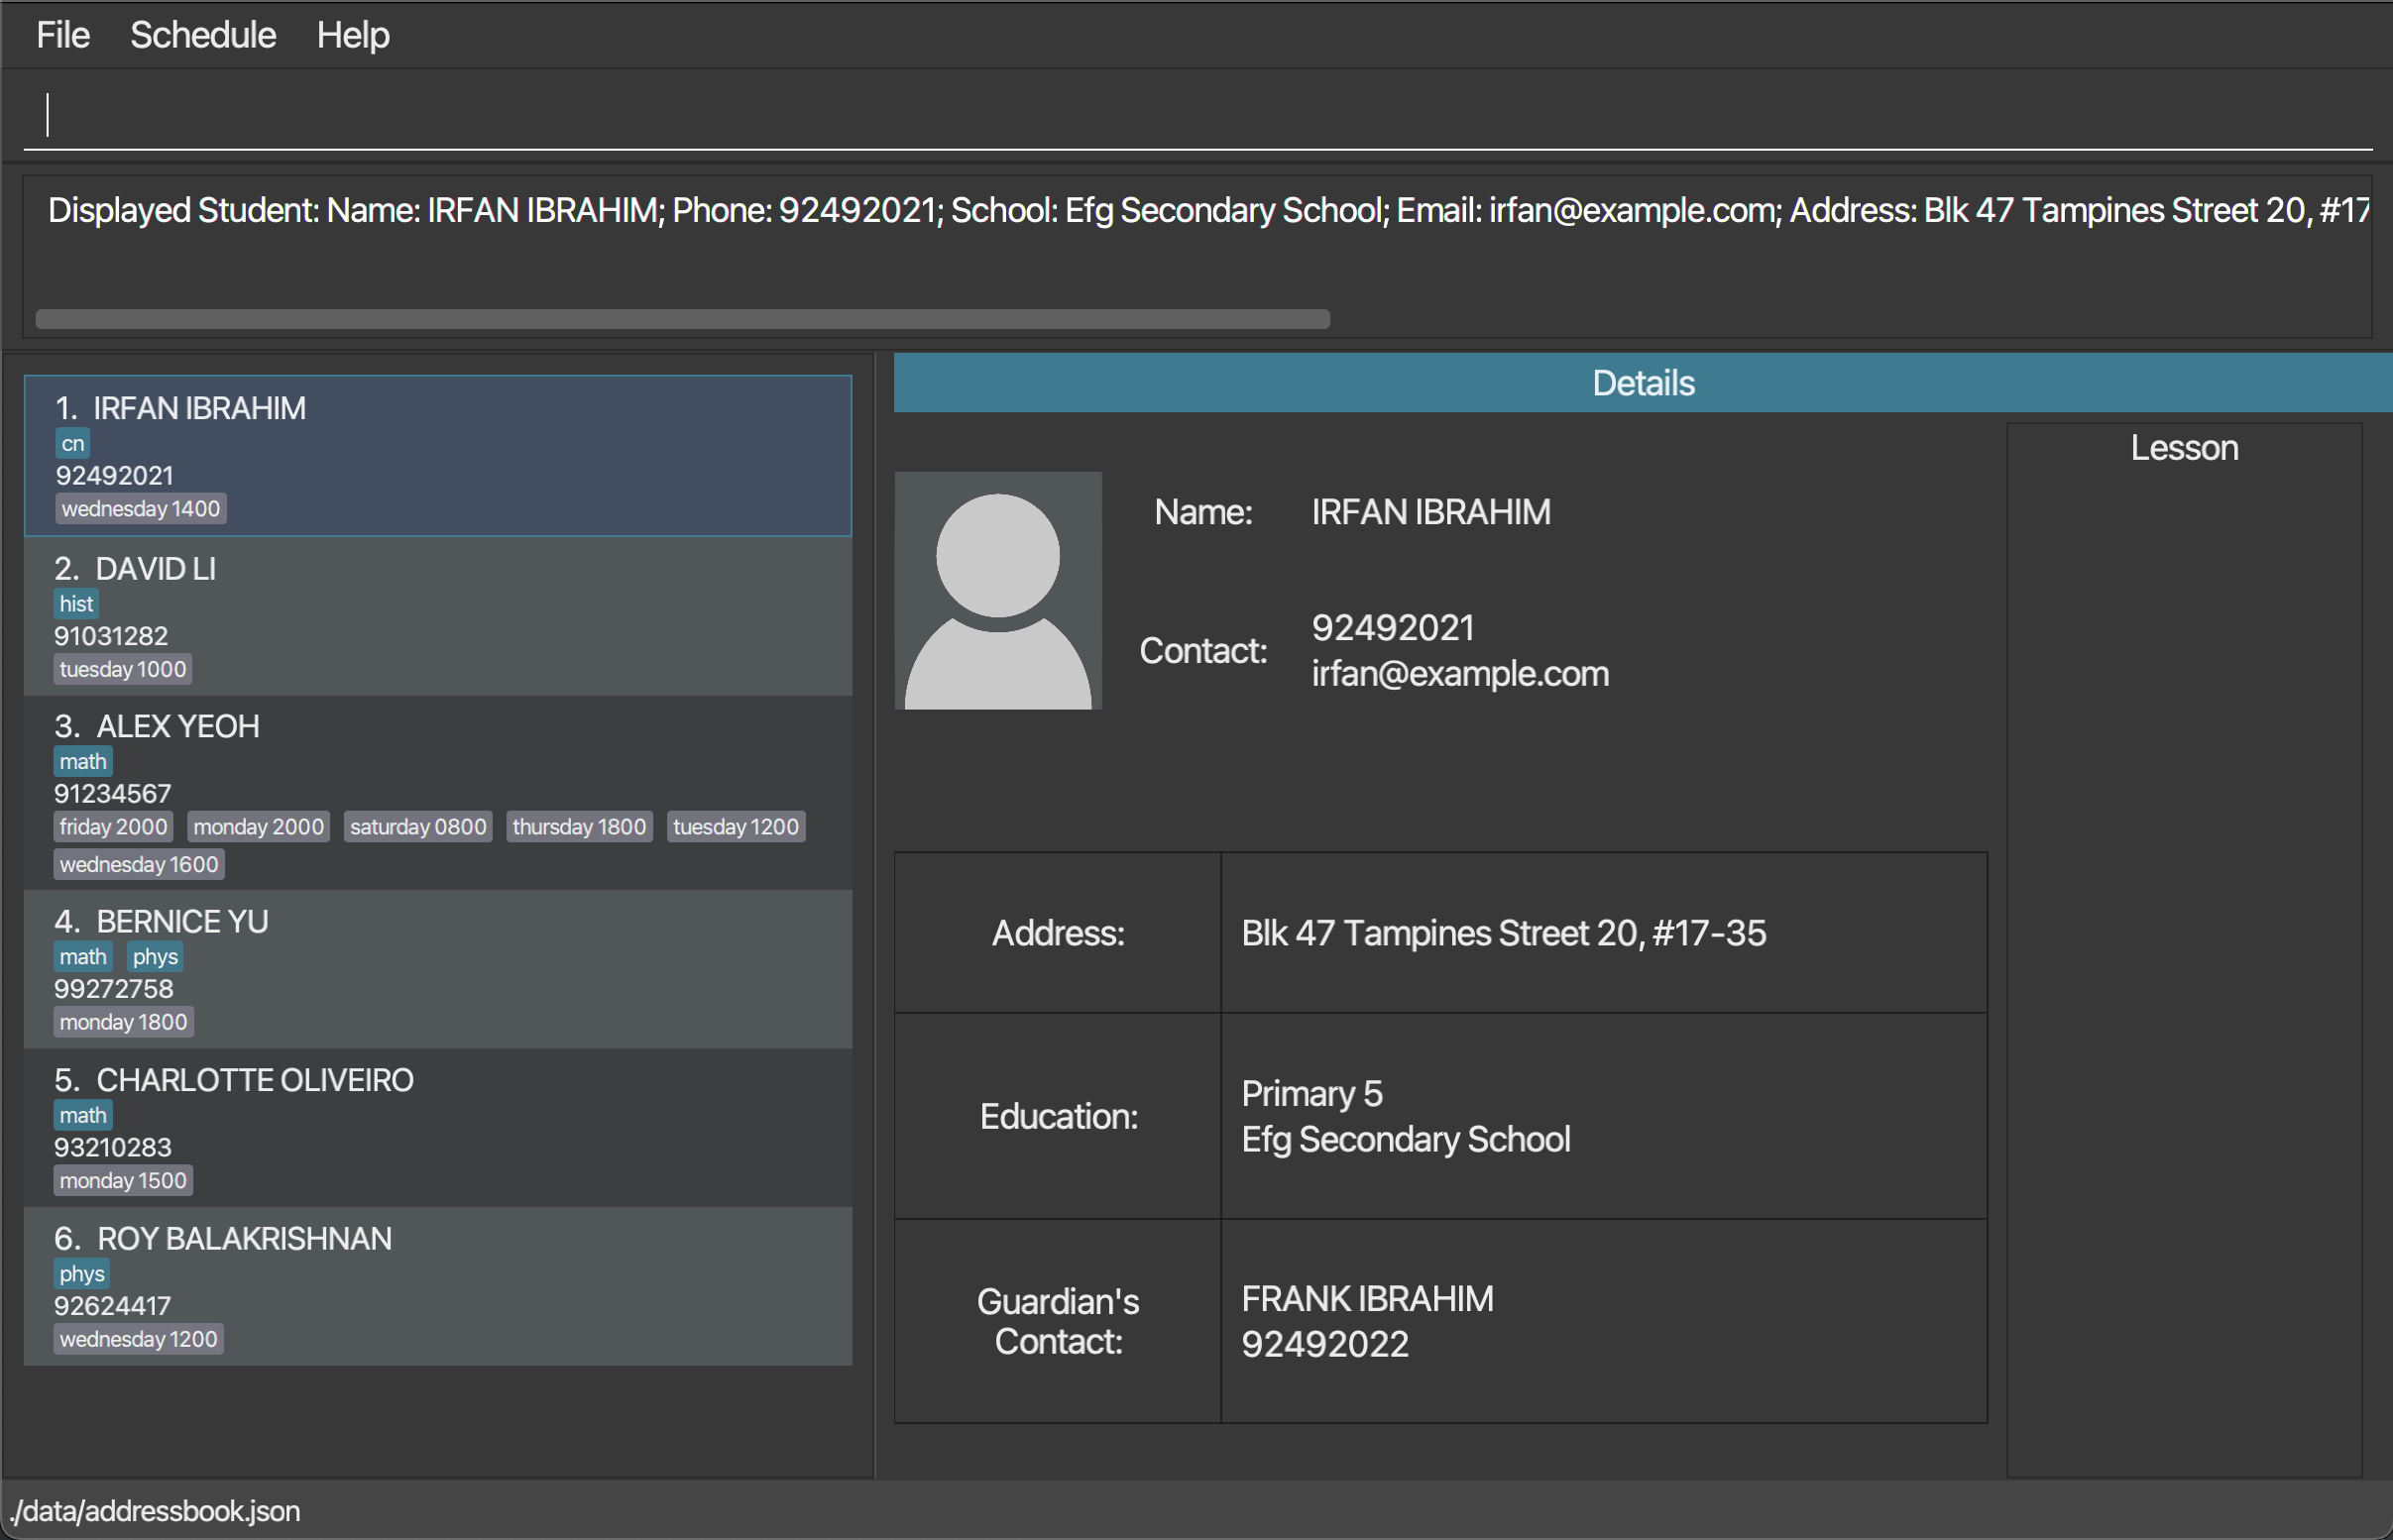 File Schedule Help
Displayed Student: Name: IRFAN IBRAHIM; Phone: 92492021; School: Efg Secondary School; Email: irfan@example.com; Address: Blk 47 Tampines Street 20, #17
1. IRFAN IBRAHIM
cn
92492021
wednesday 1400
2. DAVID LI
hist
91031282
tuesday 1000
3. ALEX YEOH
math
91234567
friday 2000 monday 2000 saturday 0800 thursday 1800 tuesday 1200
wednesday 1600
4. BERNICE YU
math phys
99272758
monday 1800
5. CHARLOTTE OLIVEIRO
math
93210283
monday 1500
6. ROY BALAKRISHNAN
phys
92624417
wednesday 1200
Details
Name: IRFAN IBRAHIM
Contact: 92492021
irfan@example.com
Address: Blk 47 Tampines Street 20, #17-35
Education: Primary 5
Efg Secondary School
Guardian's
Contact:
FRANK IBRAHIM
92492022
Lesson
./data/addressbook.json